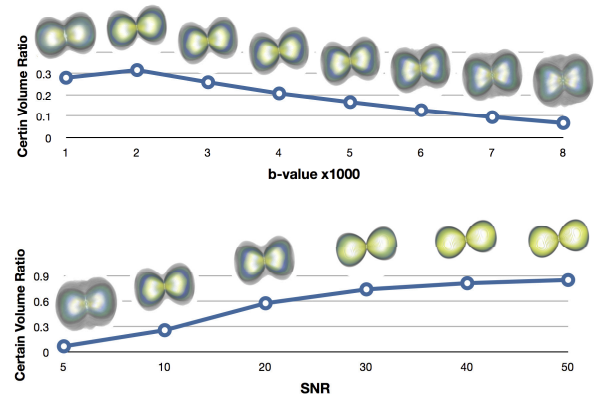 Certin Volume Ratio
0.3
0.2
0.1
0
1 2 3 4 5 6 7 8
b-value x1000
Certain Volume Ratio
0.9
0.6
0.3
0
5 10 20 30 40 50
SNR